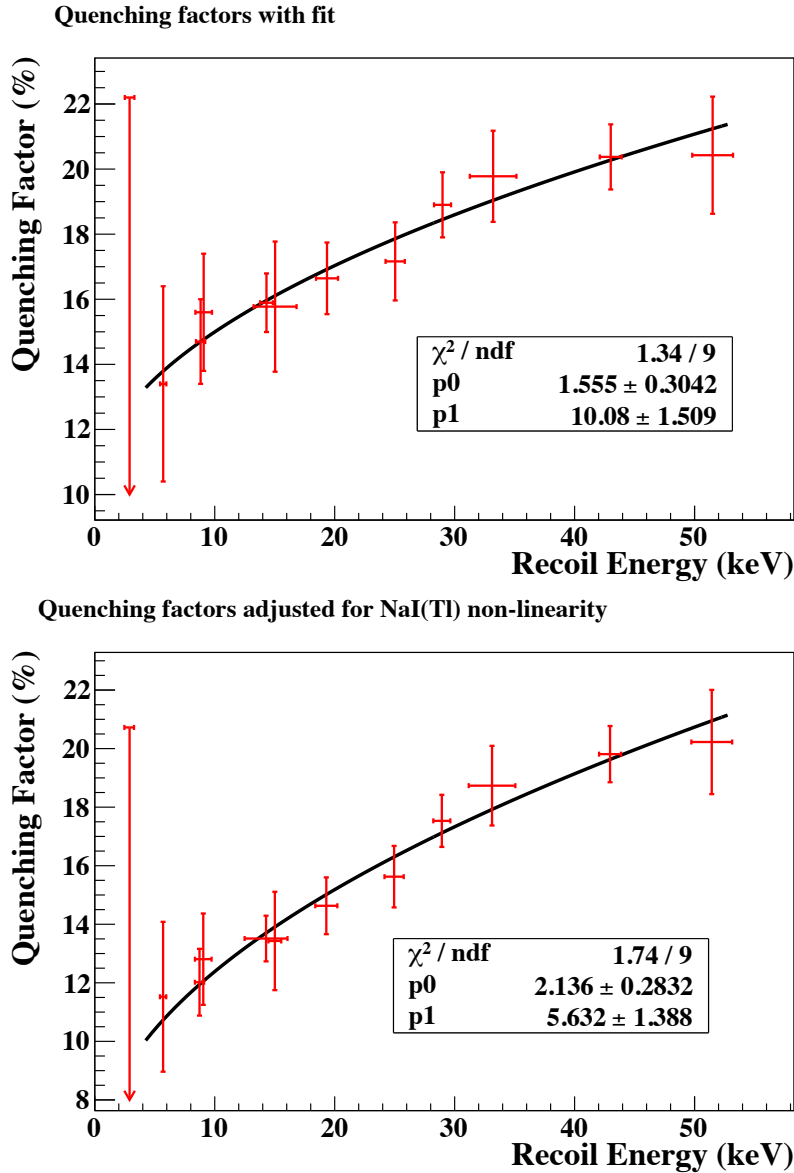 Quenching factors with fit
Quenching Factor (%)
22
20
18
16
14
12
10
χ² / ndf 1.34 / 9
p0 1.555 ± 0.3042
p1 10.08 ± 1.509
0 10 20 30 40 50
Recoil Energy (keV)
Quenching factors adjusted for NaI(Tl) non-linearity
Quenching Factor (%)
22
20
18
16
14
12
10
8
χ² / ndf 1.74 / 9
p0 2.136 ± 0.2832
p1 5.632 ± 1.388
0 10 20 30 40 50
Recoil Energy (keV)